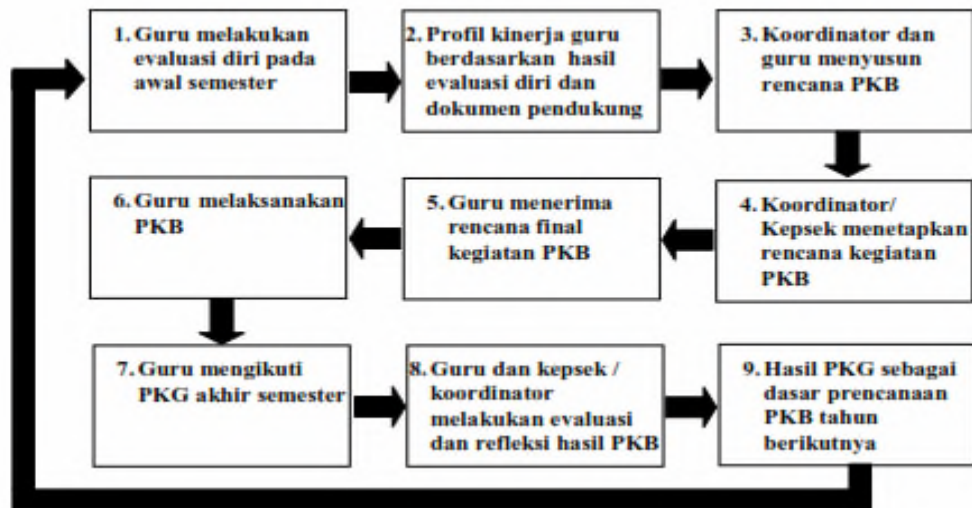 1. Guru melakukan
evaluasi diri pada
awal semester
2. Profil kinerja guru
berdasarkan hasil
evaluasi diri dan
dokumen pendukung
3. Koordinator dan
guru menyusun
rencana PKB
4. Koordinator/
Kepsek menetapkan
rencana kegiatan
PKB
5. Guru menerima
rencana final
kegiatan PKB
6. Guru melaksanakan
PKB
7. Guru mengikuti
PKG akhir semester
8. Guru dan kepsek /
koordinator
melakukan evaluasi
dan refleksi hasil PKB
9. Hasil PKG sebagai
dasar prencanaan
PKB tahun
berikutnya